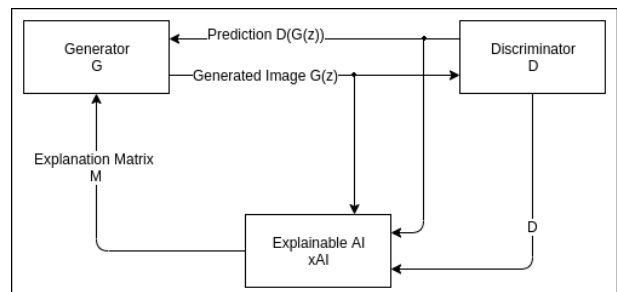 Generator
G
Prediction D(G(z))
Discriminator
D
Generated Image G(z)
Explanation Matrix
M
D
Explainable AI
xAI